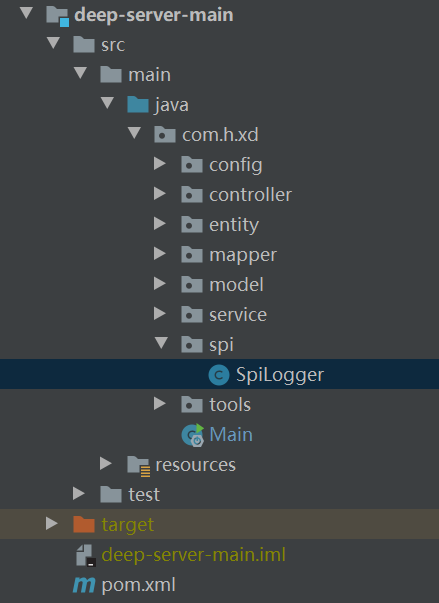 deep-server-main
src
main
java
com.h.xd
config
controller
entity
mapper
model
service
spi
SpiLogger
tools
Main
resources
test
target
deep-server-main.iml
pom.xml